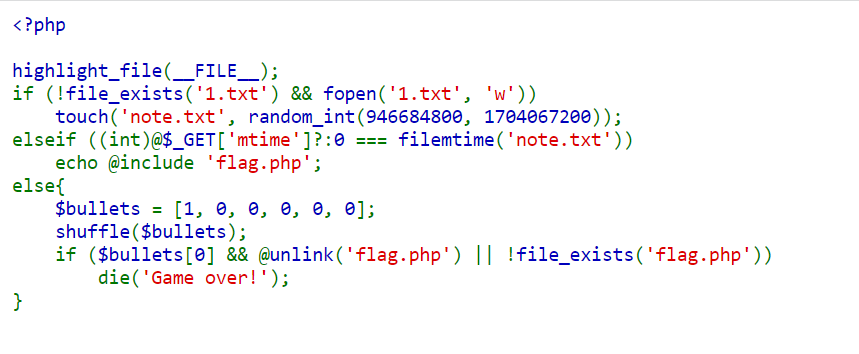 <?php
highlight_file(__FILE__);
if (!file_exists('1.txt') && fopen('1.txt', 'w'))
    touch('note.txt', random_int(946684800, 1704067200));
elseif ((int)@$_GET['mtime']?:0 === filemtime('note.txt'))
    echo @include 'flag.php';
else{
    $bullets = [1, 0, 0, 0, 0, 0];
    shuffle($bullets);
    if ($bullets[0] && @unlink('flag.php') || !file_exists('flag.php'))
        die('Game over!');
}